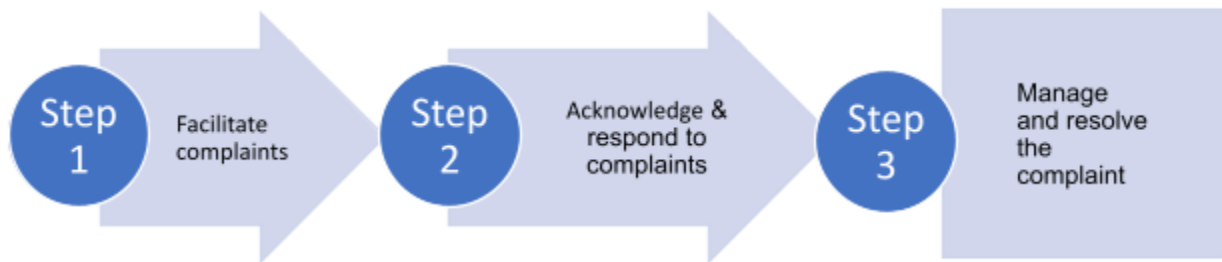 Step
1
Facilitate
complaints
Step
2
Acknowledge &
respond to
complaints
Step
3
Manage
and resolve
the
complaint